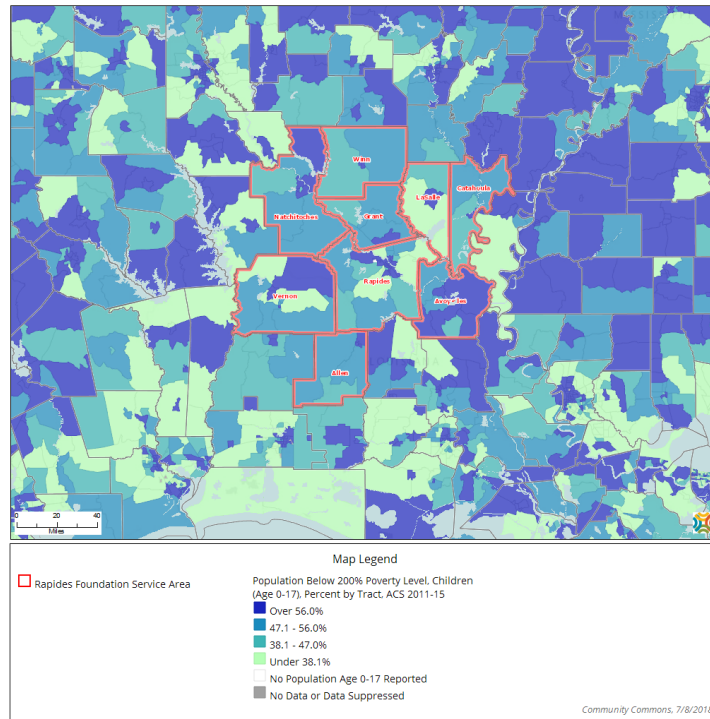 Winn
LaSalle
Catahoula
Natchitoches
Grant
Rapides
Vernon
Avoyelles
Allen
0 20 40
Miles
Map Legend
Rapides Foundation Service Area
Population Below 200% Poverty Level, Children
(Age 0-17), Percent by Tract, ACS 2011-15
Over 56.0%
47.1 - 56.0%
38.1 - 47.0%
Under 38.1%
No Population Age 0-17 Reported
No Data or Data Suppressed
Community Commons, 7/8/2018